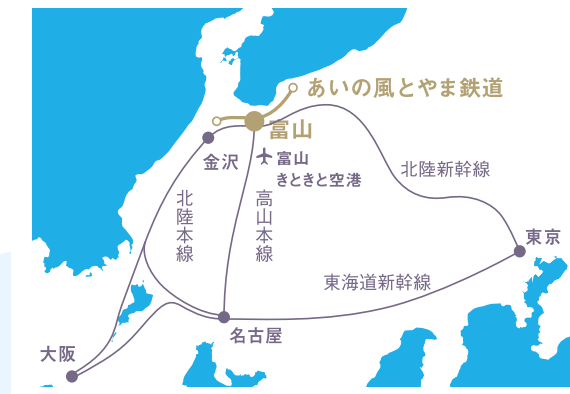 あいの風とやま鉄道
富山
金沢
富山
きときと空港
北陸新幹線
北陸本線
高山本線
東京
東海道新幹線
名古屋
大阪